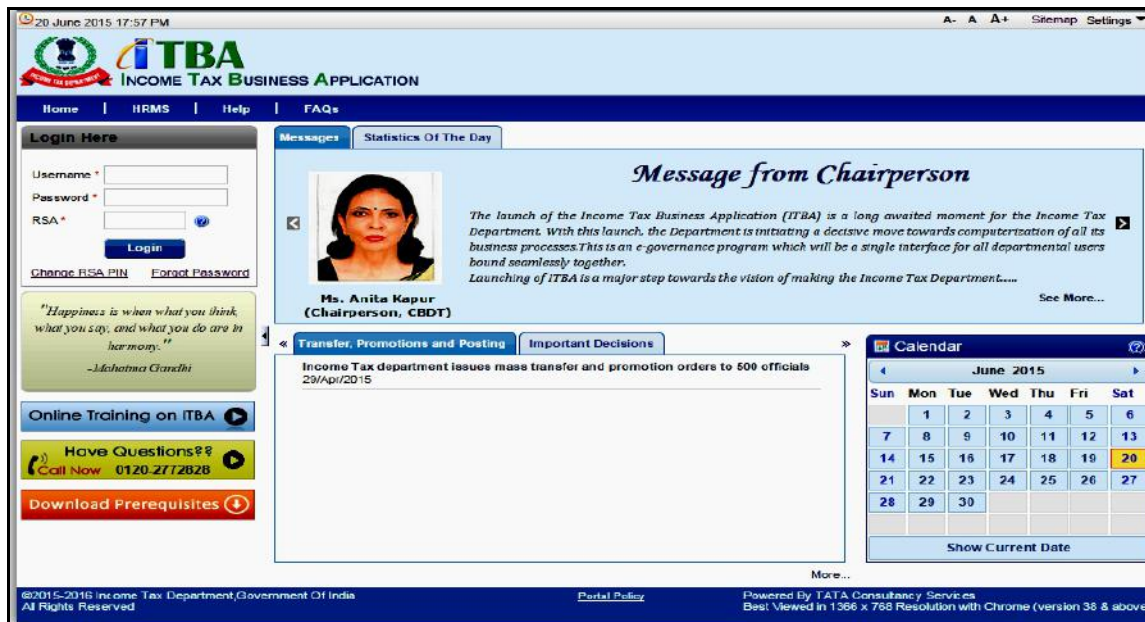 20 June 2015 17:57 PM
A- A A+ Sitemap Settings
iTBA
INCOME TAX BUSINESS APPLICATION
Home | HRMS | Help | FAQs
Login Here
Username *
Password *
RSA *
Login
Change RSA PIN Forgot Password
"Happiness is when what you think,
what you say, and what you do are in
harmony."
-Mahatma Gandhi
Online Training on ITBA
Have Questions??
Call Now 0120-2772828
Download Prerequisites
Messages Statistics Of The Day
Message from Chairperson
The launch of the Income Tax Business Application (ITBA) is a long awaited moment for the Income Tax
Department. With this launch, the Department is initiating a decisive move towards computerization of all its
business processes.This is an e-governance program which will be a single interface for all departmental users
bound seamlessly together.
Launching of ITBA is a major step towards the vision of making the Income Tax Department.....
See More...
Ms. Anita Kapur
(Chairperson, CBDT)
« Transfer, Promotions and Posting Important Decisions »
Income Tax department issues mass transfer and promotion orders to 500 officials
29/Apr/2015
More...
Calendar
June 2015
Sun Mon Tue Wed Thu Fri Sat
1 2 3 4 5 6
7 8 9 10 11 12 13
14 15 16 17 18 19 20
21 22 23 24 25 26 27
28 29 30
Show Current Date
©2015-2016 Income Tax Department,Government Of India
All Rights Reserved
Portal Policy
Powered By TATA Consultancy Services
Best Viewed in 1366 x 768 Resolution with Chrome (version 38 & above